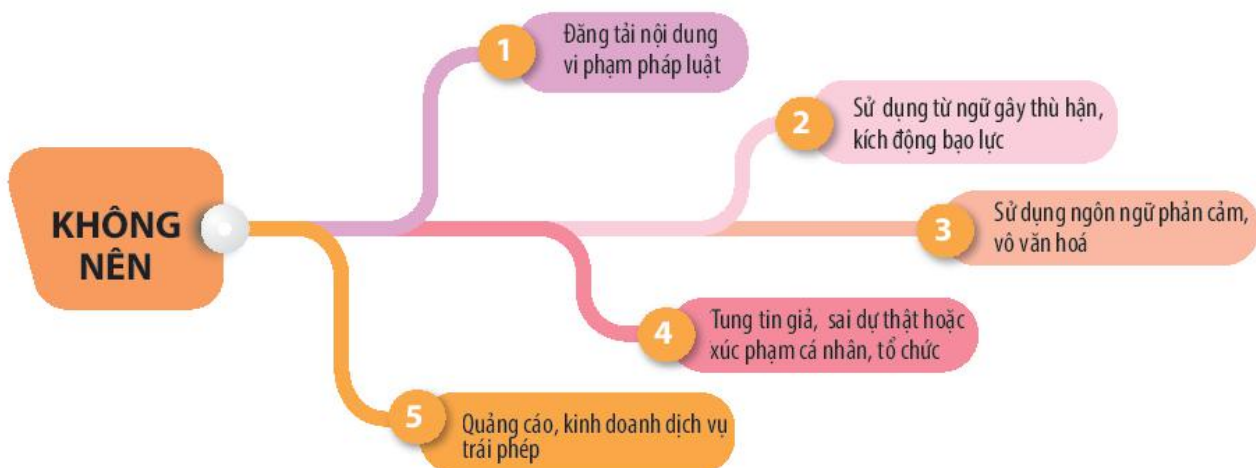 KHÔNG
NÊN
1
Đăng tải nội dung
vi phạm pháp luật
2
Sử dụng từ ngữ gây thù hận,
kích động bạo lực
3
Sử dụng ngôn ngữ phản cảm,
vô văn hoá
4
Tung tin giả, sai dự thật hoặc
xúc phạm cá nhân, tổ chức
5
Quảng cáo, kinh doanh dịch vụ
trái phép